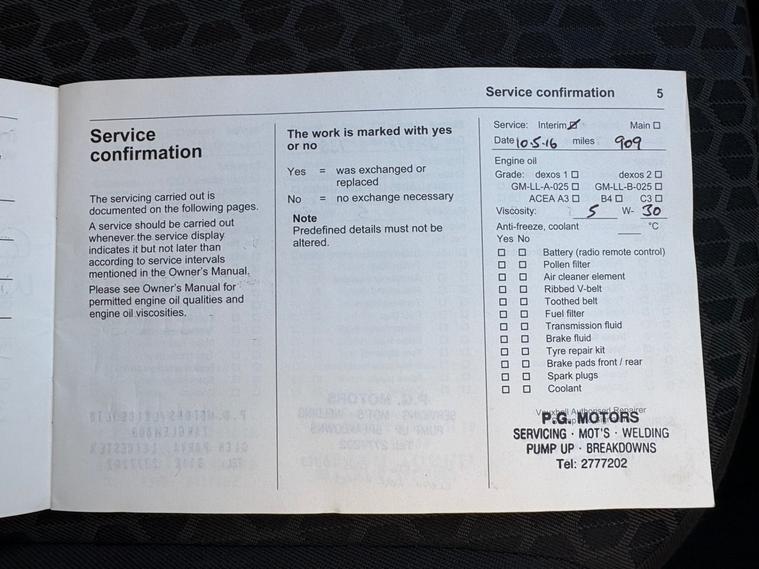 Service confirmation 5
Service
confirmation
The servicing carried out is
documented on the following pages.
A service should be carried out
whenever the service display
indicates it but not later than
according to service intervals
mentioned in the Owner's Manual.
Please see Owner's Manual for
permitted engine oil qualities and
engine oil viscosities.
The work is marked with yes
or no
Yes = was exchanged or
replaced
No = no exchange necessary
Note
Predefined details must not be
altered.
Service: Interim ☑ Main ☐
Date 10.5.16 miles 909
Engine oil
Grade: dexos 1 ☐ dexos 2 ☐
GM-LL-A-025 ☐ GM-LL-B-025 ☐
ACEA A3 ☐ B4 ☐ C3 ☐
Viscosity: 5 W- 30
Anti-freeze, coolant °C
Yes No
☐ ☐ Battery (radio remote control)
☐ ☐ Pollen filter
☐ ☐ Air cleaner element
☐ ☐ Ribbed V-belt
☐ ☐ Toothed belt
☐ ☐ Fuel filter
☐ ☐ Transmission fluid
☐ ☐ Brake fluid
☐ ☐ Tyre repair kit
☐ ☐ Brake pads front / rear
☐ ☐ Spark plugs
☐ ☐ Coolant
Vauxhall Authorised Repairer
P.G. MOTORS
SERVICING · MOT'S · WELDING
PUMP UP · BREAKDOWNS
Tel: 2777202